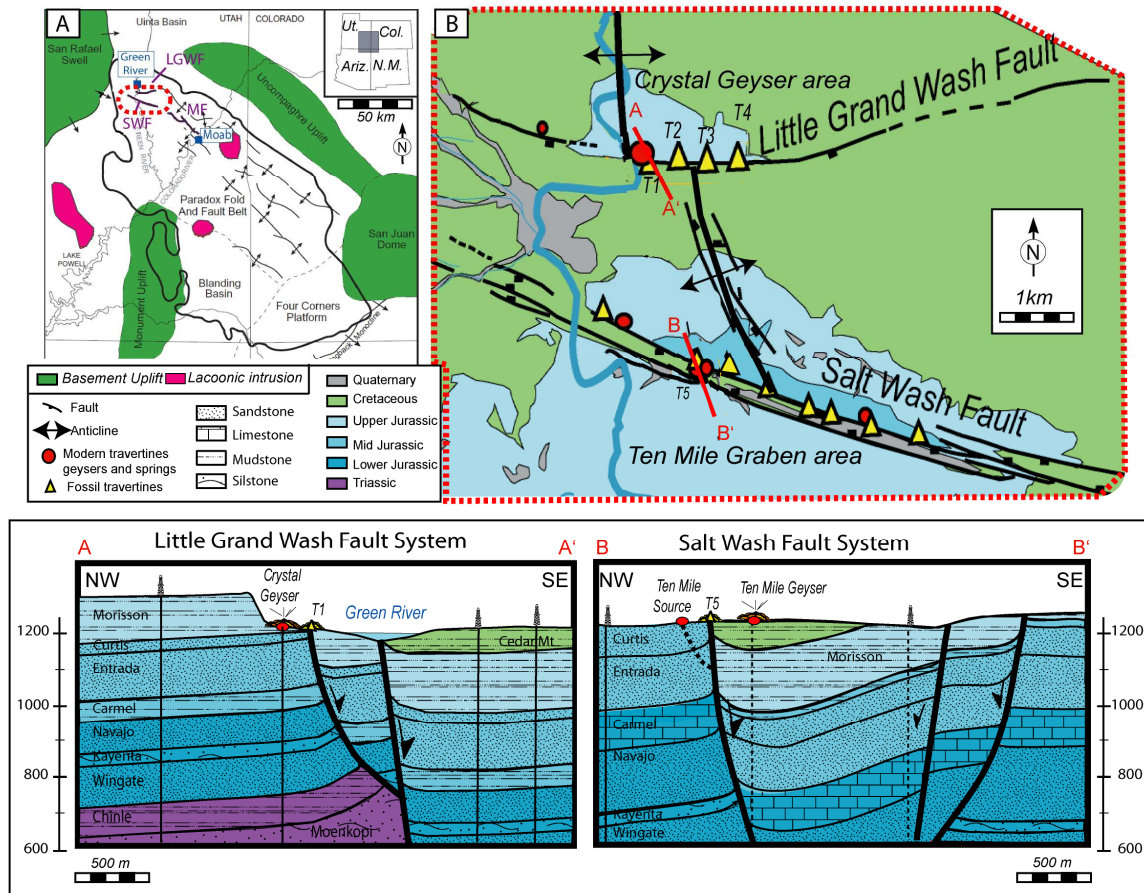 A
Uinta Basin
UTAH
COLORADO
San Rafael
Swell
Green
River
LGWF
SWF
MF
Moab
Uncompaghre Uplift
COLORADO RIVER
Paradox Fold
And Fault Belt
LAKE
POWELL
Monument Uplift
Blanding
Basin
Four Corners
Platform
San Juan
Dome
Monocline
Ut.
Col.
Ariz.
N.M.
50 km
N
Basement Uplift
Lacoonic intrusion
Fault
Anticline
Modern travertines
geysers and springs
Fossil travertines
Sandstone
Limestone
Mudstone
Silstone
Quaternary
Cretaceous
Upper Jurassic
Mid Jurassic
Lower Jurassic
Triassic
B
Crystal Geyser area
Little Grand Wash Fault
A
T1
T2
T3
T4
A'
N
1km
B
T5
B'
Salt Wash Fault
Ten Mile Graben area
A
Little Grand Wash Fault System
A'
NW
SE
Crystal
Geyser
T1
Green River
Morisson
Curtis
Entrada
Carmel
Navajo
Kayenta
Wingate
Chinle
Moenkopi
Cedar Mt
1200
1000
800
600
500 m
B
Salt Wash Fault System
B'
NW
SE
Ten Mile
Source
T5
Ten Mile Geyser
Curtis
Entrada
Carmel
Navajo
Kayenta
Wingate
Morisson
1200
1000
800
600
500 m